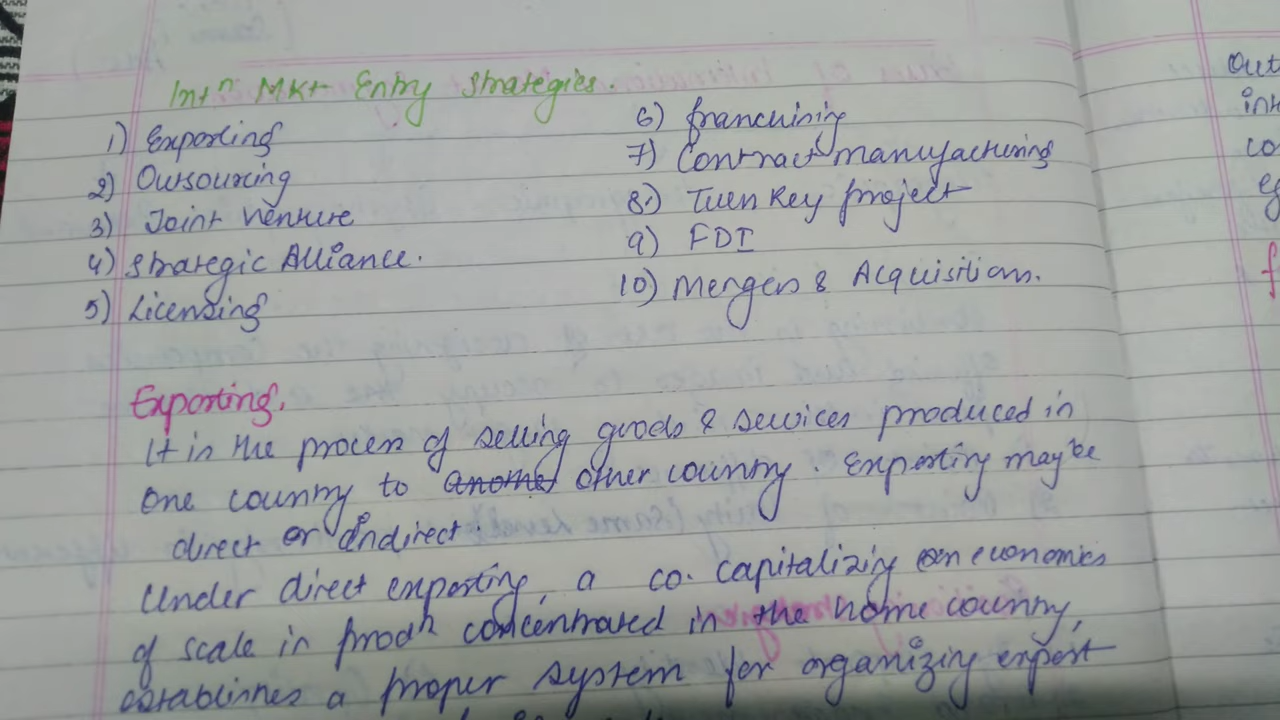 Intn Mkt Entry Strategies.
1) Exporting
2) Outsourcing
3) Joint Venture
4) Strategic Alliance.
5) Licensing
6) franchising
7) Contract manufacturing
8.) Turn Key project
9) FDI
10) Mergers & Acquisitions.
Exporting.
It is the process of selling goods & services produced in
one country to another other country. Exporting may be
direct or indirect.
Under direct exporting, a co. capitalizing on economics
of scale in prodn concentrated in the home country,
establishes a proper system for organizing export
Out
co
f